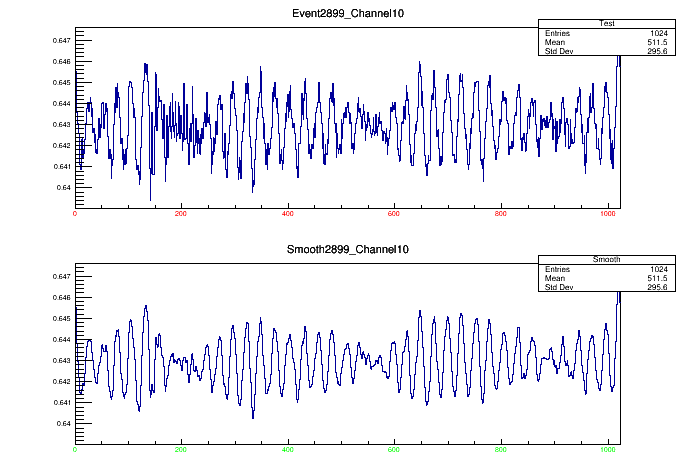 Event2899_Channel10
Test
Entries 1024
Mean 511.5
Std Dev 295.6
0.647
0.646
0.645
0.644
0.643
0.642
0.641
0.64
0 200 400 600 800 1000
Smooth2899_Channel10
Smooth
Entries 1024
Mean 511.5
Std Dev 295.6
0.647
0.646
0.645
0.644
0.643
0.642
0.641
0.64
0 200 400 600 800 1000